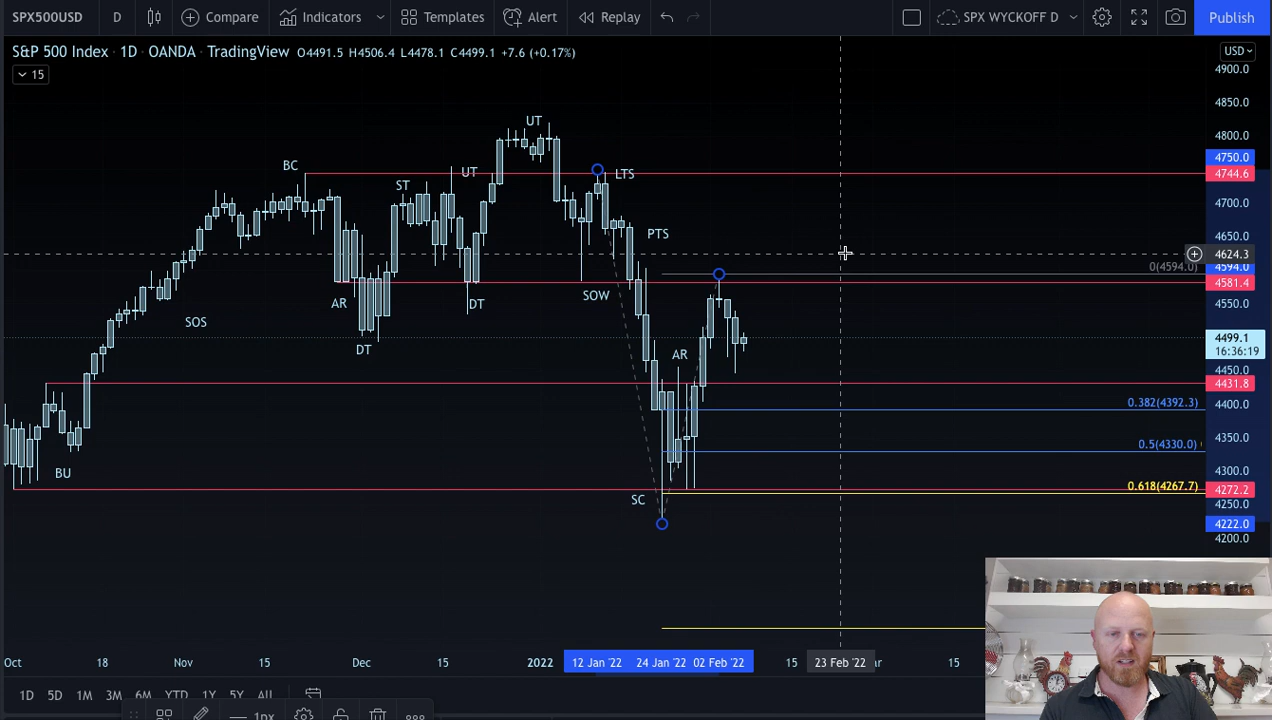 SPX500USD D Compare Indicators Templates Alert Replay SPX WYCKOFF D Publish
S&P 500 Index · 1D · OANDA · TradingView O4491.5 H4506.4 L4478.1 C4499.1 +7.6 (+0.17%)
USD
15
4900.0
4850.0
4800.0
4750.0
4744.6
4700.0
4650.0
4624.3
4594.0
4581.4
4550.0
4499.1
16:36:19
4450.0
4431.8
4400.0
4350.0
4300.0
4272.2
4250.0
4222.0
4200.0
UT
BC
UT
LTS
ST
PTS
0(4594.0)
SOW
AR
DT
SOS
DT
AR
0.382(4392.3)
0.5(4330.0)
BU
0.618(4267.7)
SC
Oct 18 Nov 15 Dec 15 2022 12 Jan '22 24 Jan '22 02 Feb '22 15 23 Feb '22 ar 15
1D 5D 1M 3M 6M YTD 1Y 5Y All
1px